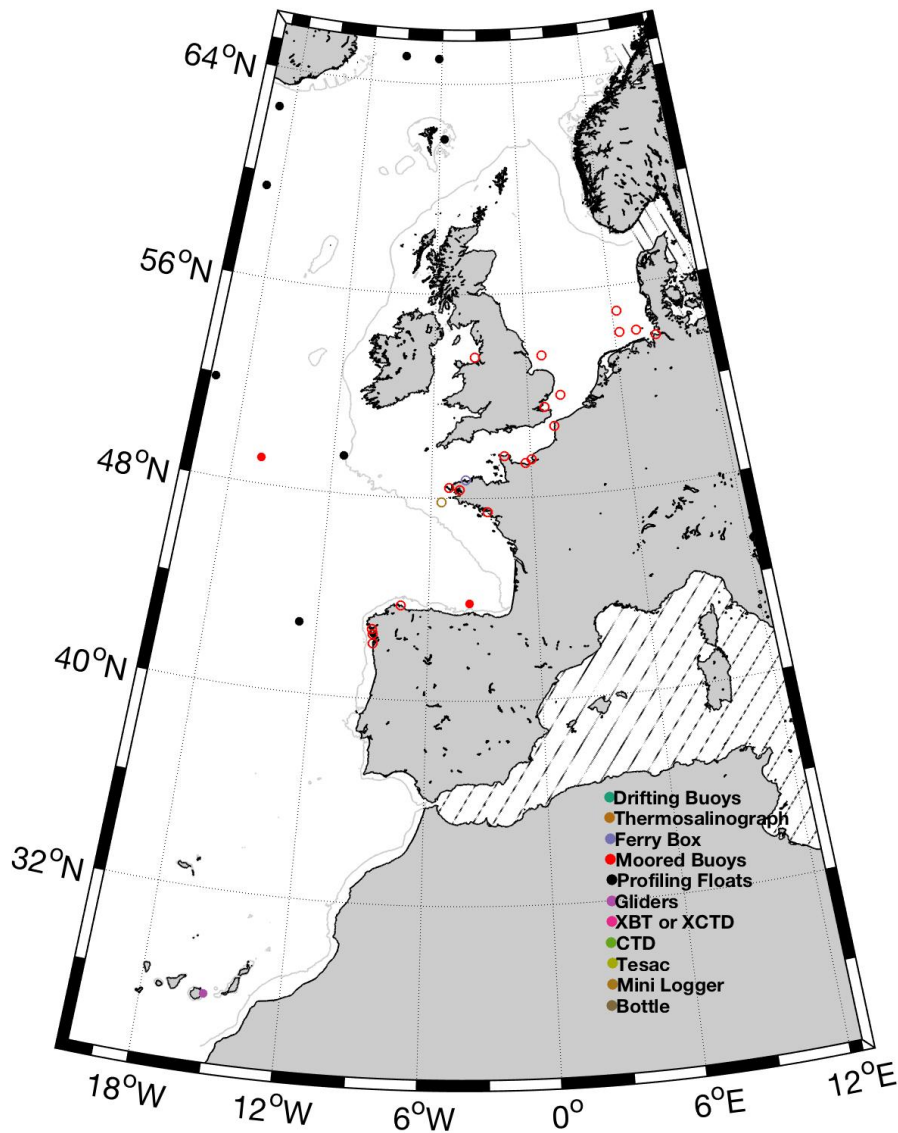 64°N
56°N
48°N
40°N
32°N
Drifting Buoys
Thermosalinograph
Ferry Box
Moored Buoys
Profiling Floats
Gliders
XBT or XCTD
CTD
Tesac
Mini Logger
Bottle
18°W
12°W
6°W
0°
6°E
12°E